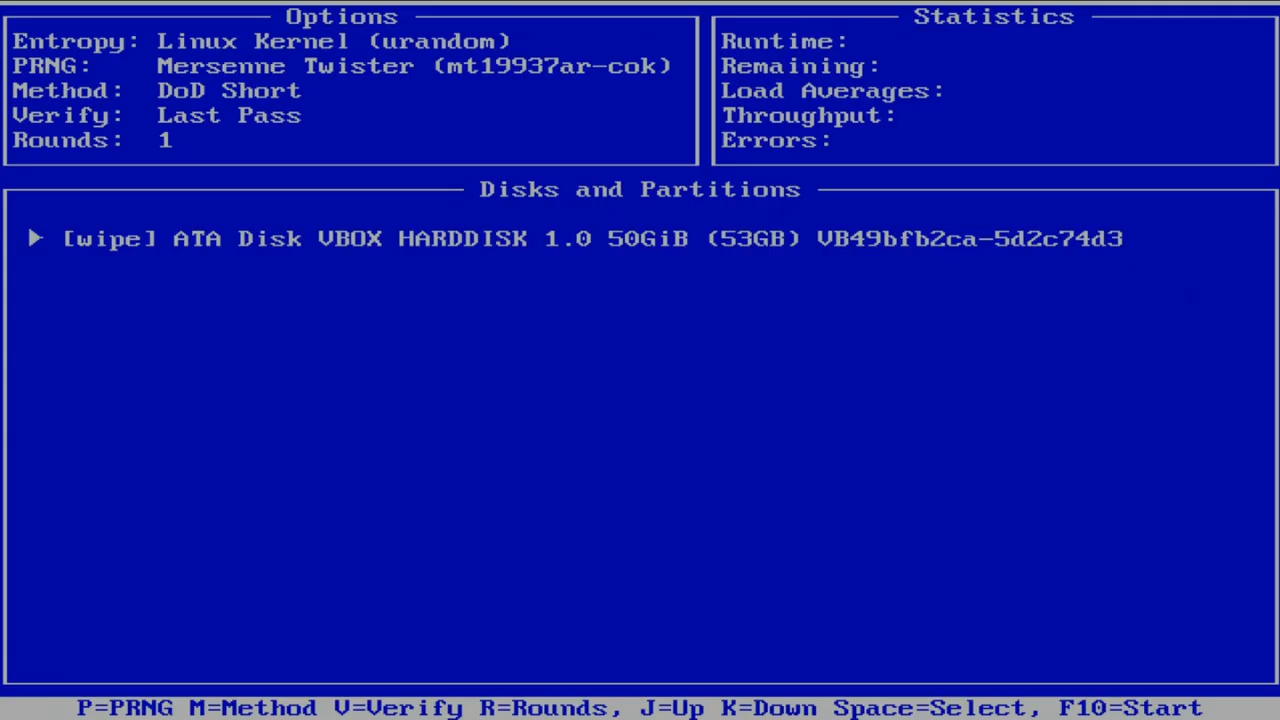 Options
Entropy: Linux Kernel (urandom)
PRNG: Mersenne Twister (mt19937ar-cok)
Method: DoD Short
Verify: Last Pass
Rounds: 1
Statistics
Runtime:
Remaining:
Load Averages:
Throughput:
Errors:
Disks and Partitions
[wipe] ATA Disk VBOX HARDDISK 1.0 50GiB (53GB) VB49bfb2ca-5d2c74d3
P=PRNG M=Method V=Verify R=Rounds, J=Up K=Down Space=Select, F10=Start